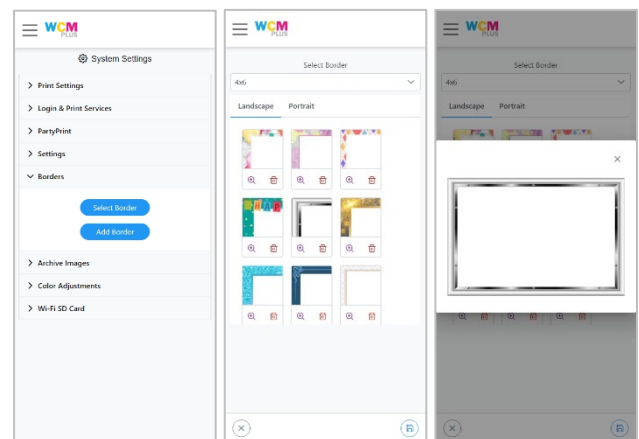 WCM
PLUS
System Settings
Print Settings
Login & Print Services
PartyPrint
Settings
Borders
Select Border
Add Border
Archive Images
Color Adjustments
Wi-Fi SD Card
WCM
PLUS
Select Border
4x6
Landscape Portrait
HAP
WCM
PLUS
Select Border
4x6
Landscape Portrait